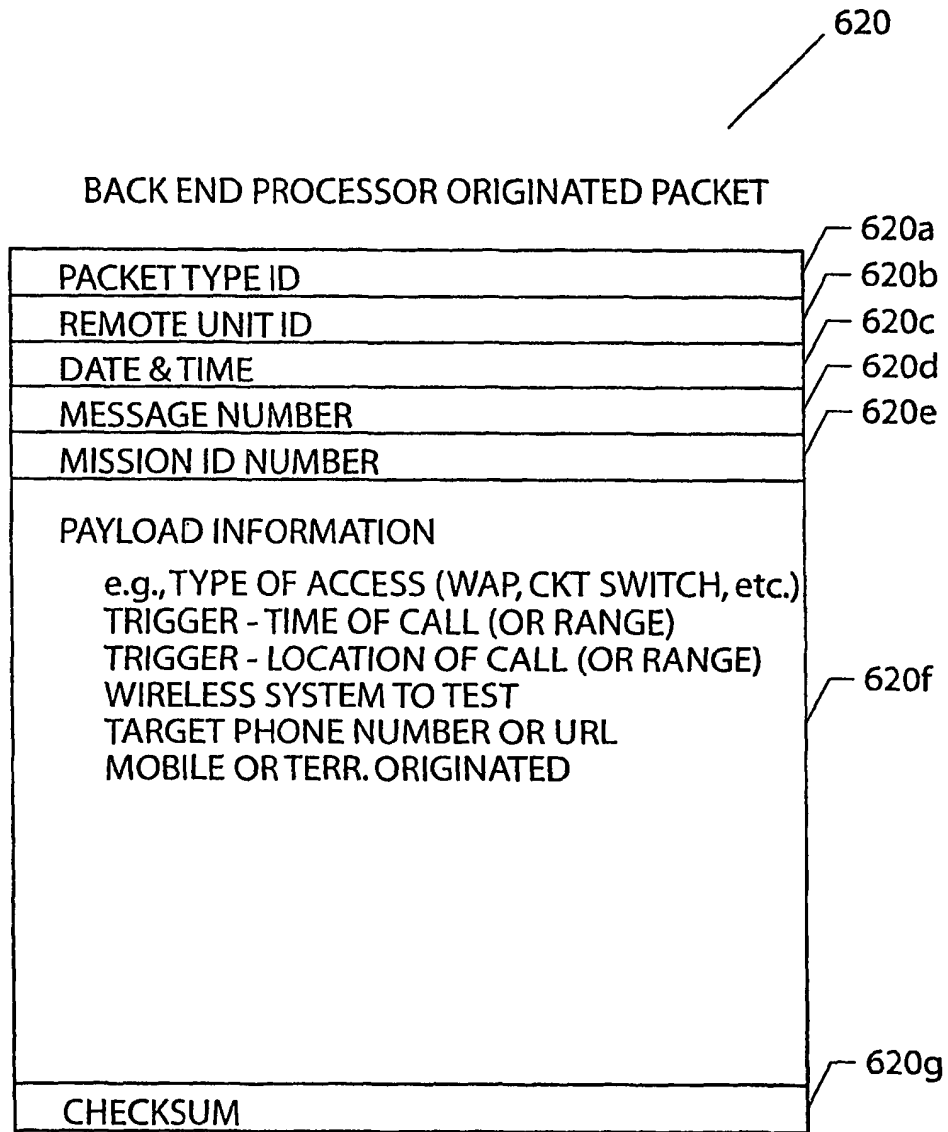 620
BACK END PROCESSOR ORIGINATED PACKET
620a
PACKET TYPE ID
620b
REMOTE UNIT ID
620c
DATE & TIME
620d
MESSAGE NUMBER
620e
MISSION ID NUMBER
PAYLOAD INFORMATION
e.g., TYPE OF ACCESS (WAP, CKT SWITCH, etc.)
TRIGGER - TIME OF CALL (OR RANGE)
TRIGGER - LOCATION OF CALL (OR RANGE)
WIRELESS SYSTEM TO TEST
620f
TARGET PHONE NUMBER OR URL
MOBILE OR TERR. ORIGINATED
620g
CHECKSUM